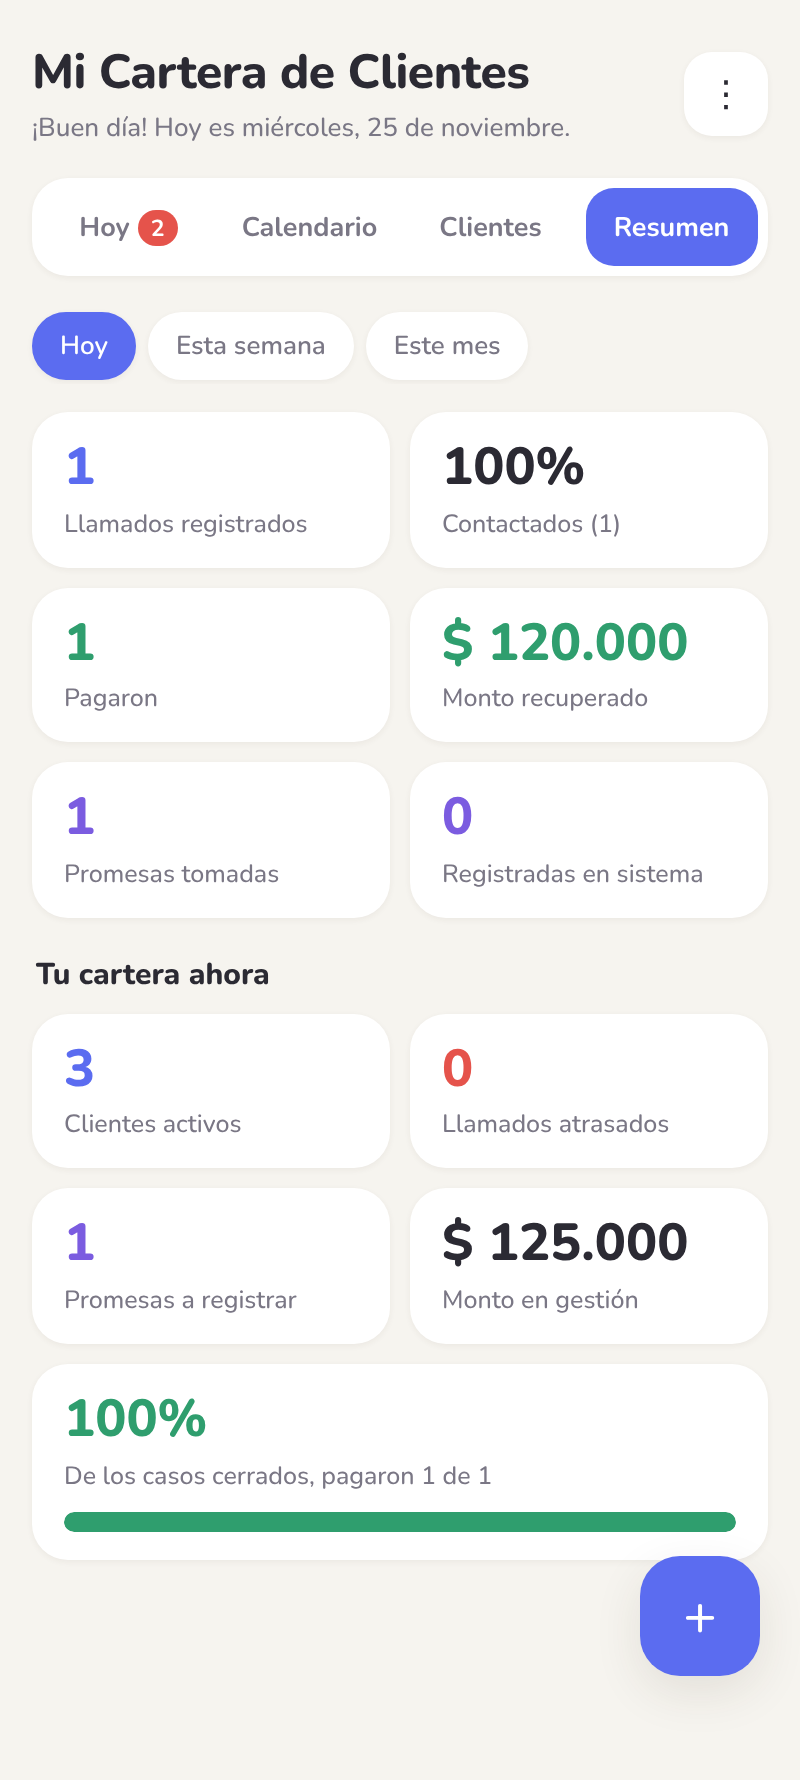 Mi Cartera de Clientes
¡Buen día! Hoy es miércoles, 25 de noviembre.
⋮
Hoy 2 Calendario Clientes Resumen
Hoy Esta semana Este mes
1
Llamados registrados
100%
Contactados (1)
1
Pagaron
$ 120.000
Monto recuperado
1
Promesas tomadas
0
Registradas en sistema
Tu cartera ahora
3
Clientes activos
0
Llamados atrasados
1
Promesas a registrar
$ 125.000
Monto en gestión
100%
De los casos cerrados, pagaron 1 de 1
+